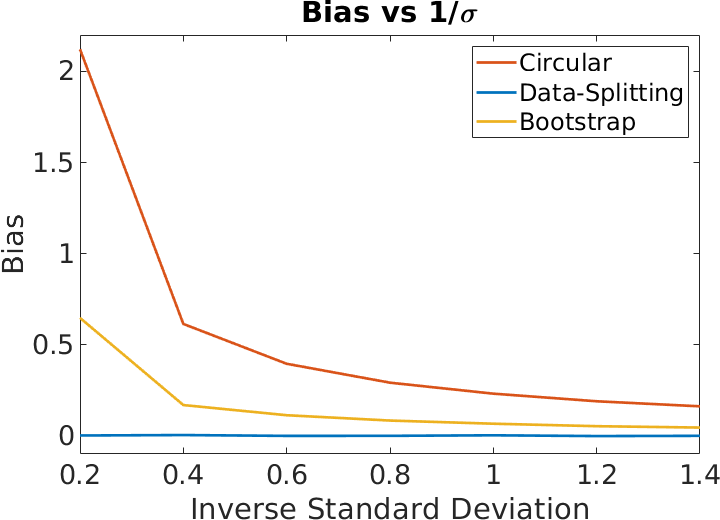 Bias vs 1/σ
Circular
Data-Splitting
Bootstrap
Bias
2
1.5
1
0.5
0
0.2 0.4 0.6 0.8 1 1.2 1.4
Inverse Standard Deviation